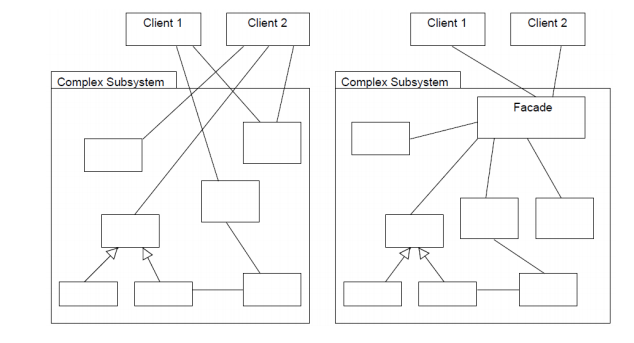 Client 1
Client 2
Complex Subsystem
Client 1
Client 2
Complex Subsystem
Facade